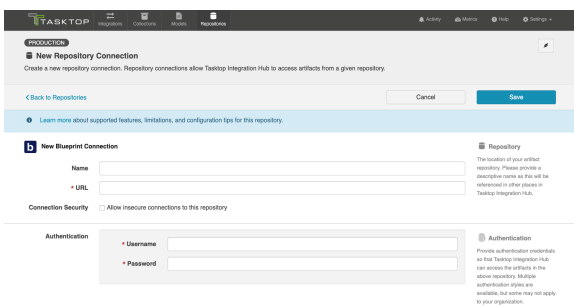 TASKTOP
Integrations
Collections
Models
Repositories
Activity
Metrics
Help
Settings
PRODUCTION
New Repository Connection
Create a new repository connection. Repository connections allow Tasktop Integration Hub to access artifacts from a given repository.
Back to Repositories
Cancel
Save
Learn more about supported features, limitations, and configuration tips for this repository.
b New Blueprint Connection
Name
* URL
Connection Security
Allow insecure connections to this repository
Repository
The location of your artifact
repository. Please provide a
descriptive name as this will be
referenced in other places in
Tasktop Integration Hub.
Authentication
* Username
* Password
Authentication
Provide authentication credentials
so that Tasktop Integration Hub
can access the artifacts in the
above repository. Multiple
authentication styles are
available, but some may not apply
to your organization.